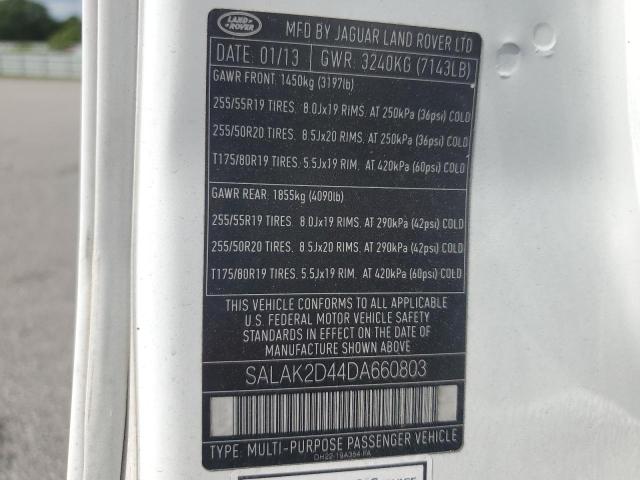 LAND
ROVER
MFD BY JAGUAR LAND ROVER LTD
DATE: 01/13 GWR: 3240KG (7143LB)
GAWR FRONT: 1450kg (3197lb)
255/55R19 TIRES. 8.0Jx19 RIMS. AT 250kPa (36psi) COLD
255/50R20 TIRES. 8.5Jx20 RIMS. AT 250kPa (36psi) COLD
T175/80R19 TIRES. 5.5Jx19 RIM. AT 420kPa (60psi) COLD
GAWR REAR: 1855kg (4090lb)
255/55R19 TIRES. 8.0Jx19 RIMS. AT 290kPa (42psi) COLD
255/50R20 TIRES. 8.5Jx20 RIMS. AT 290kPa (42psi) COLD
T175/80R19 TIRES. 5.5Jx19 RIM. AT 420kPa (60psi) COLD
THIS VEHICLE CONFORMS TO ALL APPLICABLE
U.S. FEDERAL MOTOR VEHICLE SAFETY
STANDARDS IN EFFECT ON THE DATE OF
MANUFACTURE SHOWN ABOVE
SALAK2D44DA660803
TYPE: MULTI-PURPOSE PASSENGER VEHICLE
DH22-19A354-FA